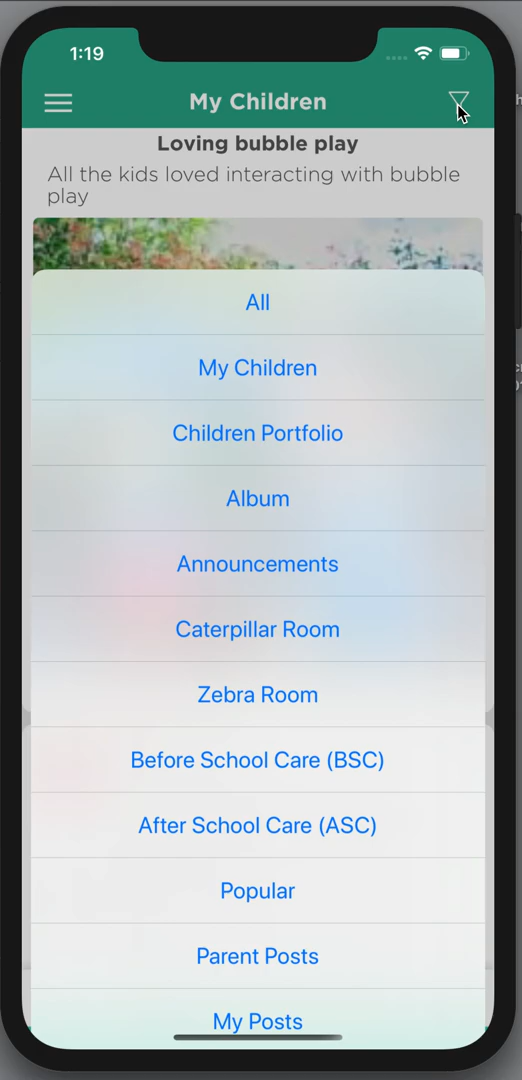 1:19
My Children
Loving bubble play
All the kids loved interacting with bubble
play
All
My Children
Children Portfolio
Album
Announcements
Caterpillar Room
Zebra Room
Before School Care (BSC)
After School Care (ASC)
Popular
Parent Posts
My Posts